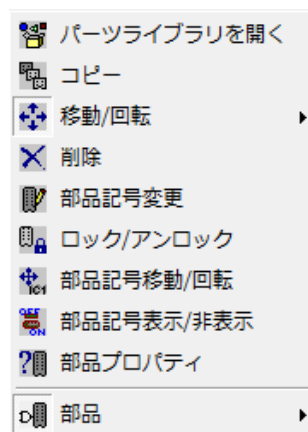 パーツライブラリを開く
コピー
移動/回転
削除
部品記号変更
ロック/アンロック
部品記号移動/回転
IC1
OFF
ON
部品記号表示/非表示
?
部品プロパティ
部品